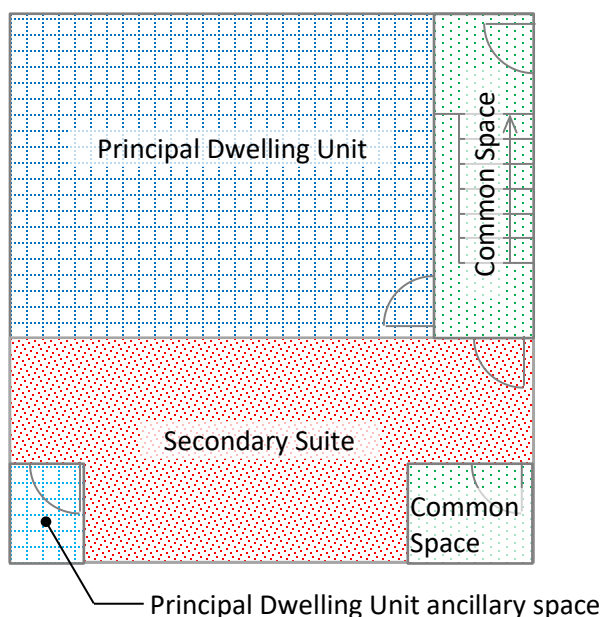 Principal Dwelling Unit
Common Space
Secondary Suite
Common
Space
Principal Dwelling Unit ancillary space